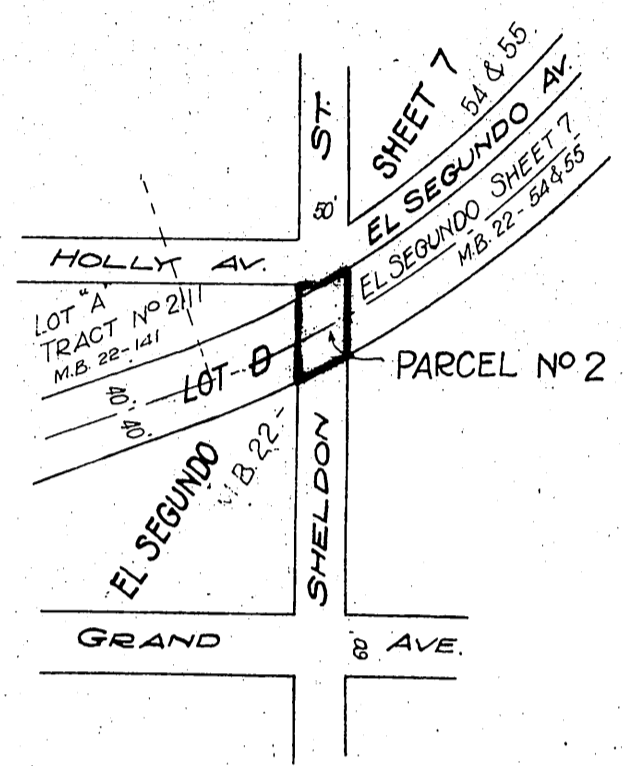 SHEET 7
54 & 55.
ST.
50'
EL SEGUNDO AV.
EL SEGUNDO SHEET 7
M.B. 22 - 54 & 55
HOLLY AV.
LOT "A"
TRACT Nº 2111
M.B. 22-141
LOT D
40'
40'
PARCEL Nº 2
EL SEGUNDO
M.B. 22-
SHELDON
GRAND AVE.
60'